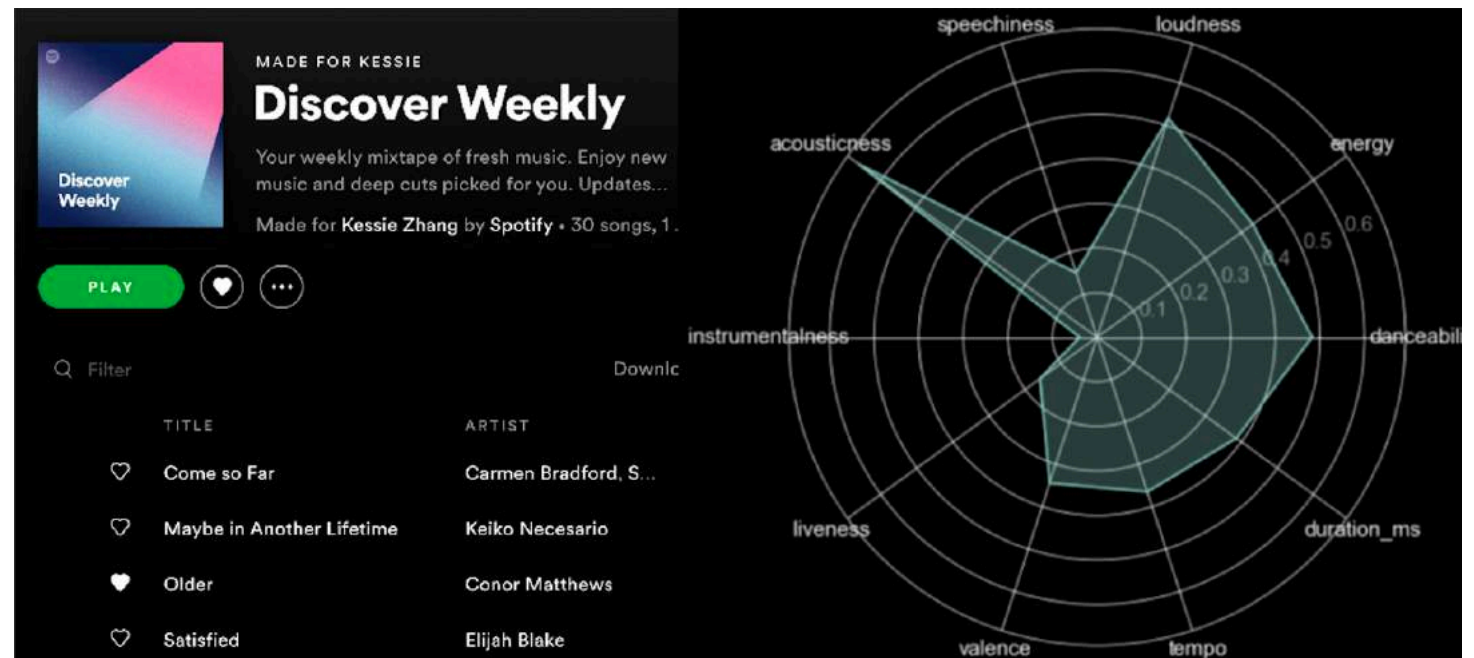 MADE FOR KESSIE
Discover Weekly
Your weekly mixtape of fresh music. Enjoy new
music and deep cuts picked for you. Updates...
Made for Kessie Zhang by Spotify • 30 songs, 1.
Discover
Weekly
PLAY
Filter
Downlc
TITLE
ARTIST
Come so Far
Carmen Bradford, S...
Maybe in Another Lifetime
Keiko Necesario
Older
Conor Matthews
Satisfied
Elijah Blake
speechiness
loudness
acousticness
energy
0.6
0.5
0.4
0.3
0.2
0.1
instrumentalness
danceabili
liveness
duration_ms
valence
tempo